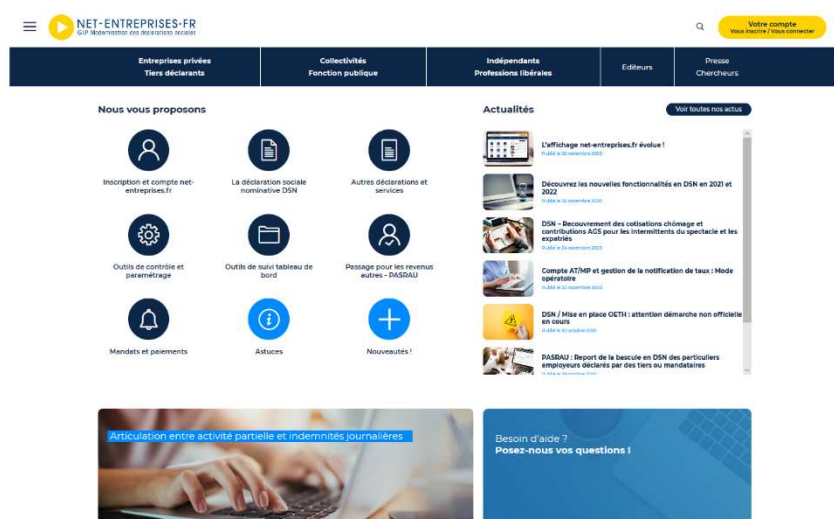 NET-ENTREPRISES•FR
GIP Modernisation des déclarations sociales
Votre compte
Vous inscrire / Vous connecter
Entreprises privées
Tiers déclarants
Collectivités
Fonction publique
Indépendants
Professions libérales
Editeurs
Presse
Chercheurs
Nous vous proposons
Inscription et compte net-
entreprises.fr
La déclaration sociale
nominative DSN
Autres déclarations et
services
Outils de contrôle et
paramétrage
Outils de suivi tableau de
bord
Passage pour les revenus
autres - PASRAU
Mandats et paiements
Astuces
Nouveautés !
Actualités
Voir toutes nos actus
L'affichage net-entreprises.fr évolue !
Découvrez les nouvelles fonctionnalités en DSN en 2021 et
2022
DSN – Recouvrement des cotisations chômage et
contributions AGS pour les intermittents du spectacle et les
expatriés
Compte AT/MP et gestion de la notification de taux : Mode
opératoire
DSN / Mise en place OETH : attention démarche non officielle
en cours
PASRAU : Report de la bascule en DSN des particuliers
employeurs déclarés par des tiers ou mandataires
Articulation entre activité partielle et indemnités journalières
Besoin d'aide ?
Posez-nous vos questions !